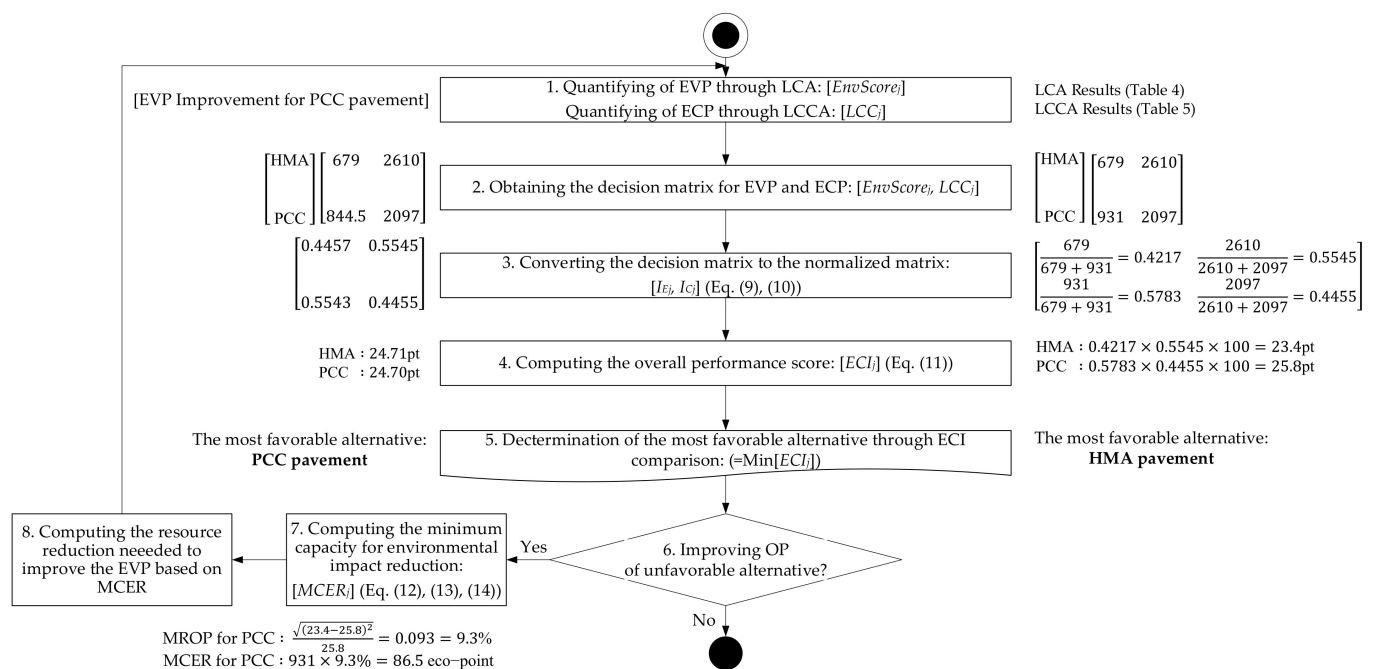 [EVP Improvement for PCC pavement]
1. Quantifying of EVP through LCA: [EnvScorej]
Quantifying of ECP through LCCA: [LCCj]
LCA Results (Table 4)
LCCA Results (Table 5)
[HMA] [679 2610]
[PCC] [844.5 2097]
2. Obtaining the decision matrix for EVP and ECP: [EnvScorej, LCCj]
[HMA] [679 2610]
[PCC] [931 2097]
[0.4457 0.5545]
[0.5543 0.4455]
3. Converting the decision matrix to the normalized matrix:
[IEj, ICj] (Eq. (9), (10))
679/(679 + 931) = 0.4217 2610/(2610 + 2097) = 0.5545
931/(679 + 931) = 0.5783 2097/(2610 + 2097) = 0.4455
HMA : 24.71pt
PCC : 24.70pt
4. Computing the overall performance score: [ECIj] (Eq. (11))
HMA : 0.4217 × 0.5545 × 100 = 23.4pt
PCC : 0.5783 × 0.4455 × 100 = 25.8pt
The most favorable alternative:
PCC pavement
5. Dectermination of the most favorable alternative through ECI
comparison: (=Min[ECIj])
The most favorable alternative:
HMA pavement
6. Improving OP
of unfavorable alternative?
Yes
No
7. Computing the minimum
capacity for environmental
impact reduction:
[MCERj] (Eq. (12), (13), (14))
8. Computing the resource
reduction neeeded to
improve the EVP based on
MCER
MROP for PCC : √(23.4−25.8)²/25.8 = 0.093 = 9.3%
MCER for PCC : 931 × 9.3% = 86.5 eco−point